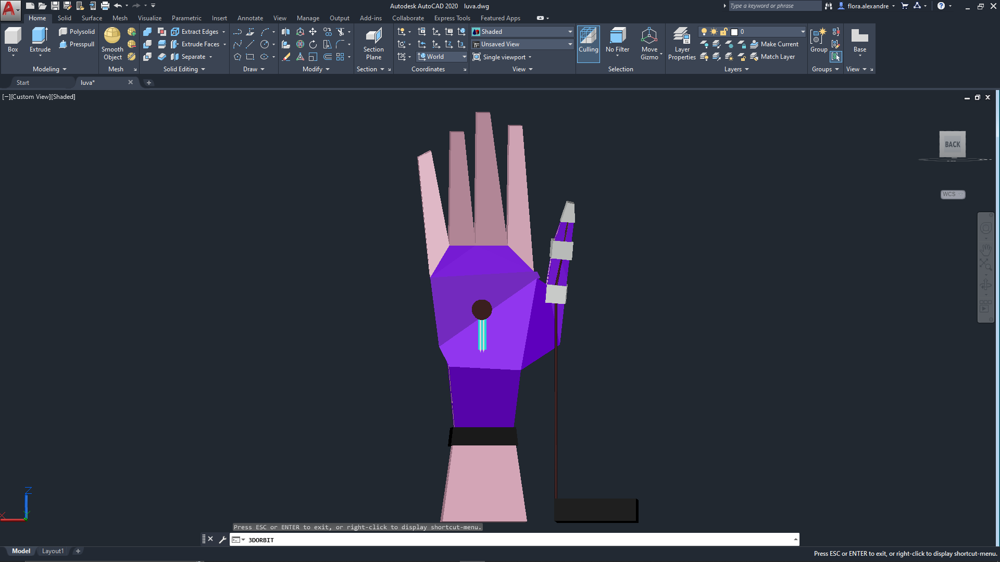 Autodesk AutoCAD 2020 luva.dwg
Type a keyword or phrase
flora.alexandre
Home Solid Surface Mesh Visualize Parametric Insert Annotate View Manage Output Add-ins Collaborate Express Tools Featured Apps
Box
Extrude
Polysolid
Presspull
Modeling
Smooth Object
Mesh
Extract Edges
Extrude Faces
Separate
Solid Editing
Draw
Modify
Section Plane
Section
World
Coordinates
Shaded
Unsaved View
Single viewport
View
Culling
No Filter
Move Gizmo
Selection
Layer Properties
0
Make Current
Match Layer
Layers
Group
Groups
Base
View
Start
luva*
[−][Custom View][Shaded]
BACK
WCS
Z
X
Press ESC or ENTER to exit, or right-click to display shortcut-menu.
3DORBIT
Model
Layout1
Press ESC or ENTER to exit, or right-click to display shortcut-menu.